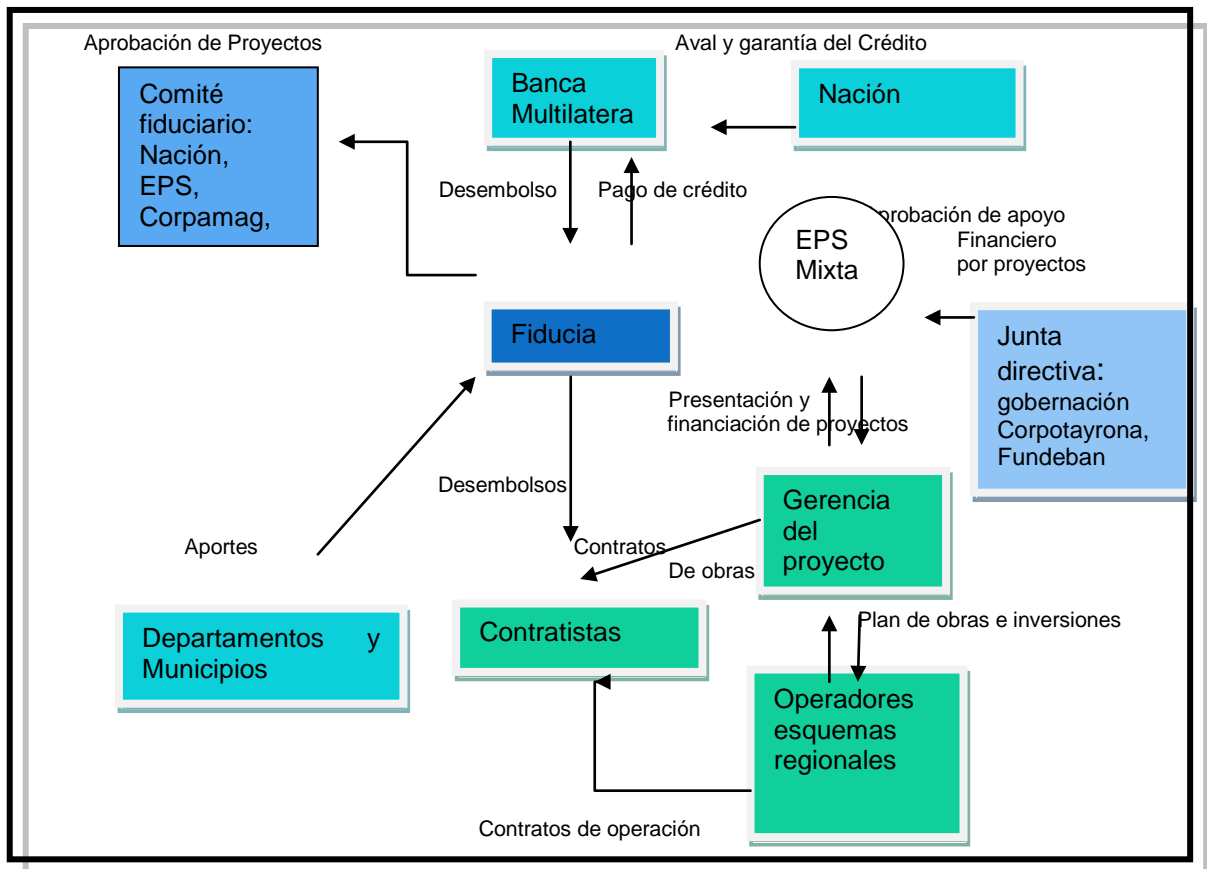 Aprobación de Proyectos
Aval y garantía del Crédito
Comité
fiduciario:
Nación,
EPS,
Corpamag,
Banca
Multilatera
Nación
Desembolso
Pago de crédito
probación de apoyo
Financiero
por proyectos
EPS
Mixta
Fiducia
Junta
directiva:
gobernación
Corpotayrona,
Fundeban
Presentación y
financiación de proyectos
Desembolsos
Gerencia
del
proyecto
Aportes
Contratos
De obras
Departamentos y
Municipios
Contratistas
Plan de obras e inversiones
Operadores
esquemas
regionales
Contratos de operación